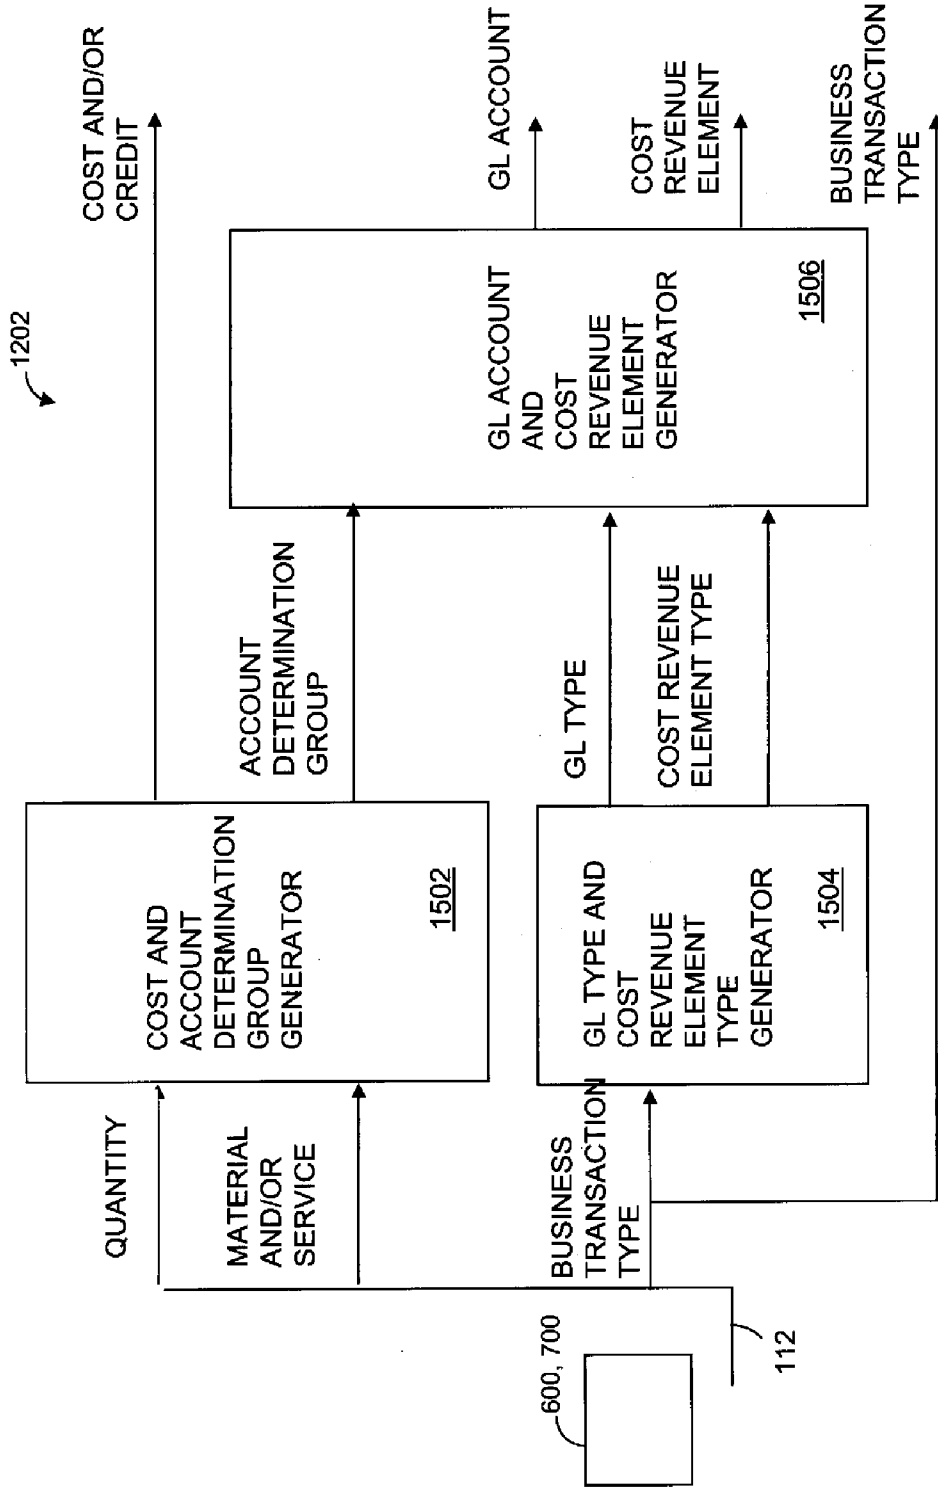 1202
COST AND/OR
CREDIT
QUANTITY
COST AND
ACCOUNT
DETERMINATION
GROUP
GENERATOR
1502
MATERIAL
AND/OR
SERVICE
ACCOUNT
DETERMINATION
GROUP
GL ACCOUNT
AND
COST
REVENUE
ELEMENT
GENERATOR
1506
GL ACCOUNT
COST
REVENUE
ELEMENT
BUSINESS
TRANSACTION
TYPE
GL TYPE AND
COST
REVENUE
ELEMENT
TYPE
GENERATOR
1504
GL TYPE
COST REVENUE
ELEMENT TYPE
600, 700
112
BUSINESS
TRANSACTION
TYPE